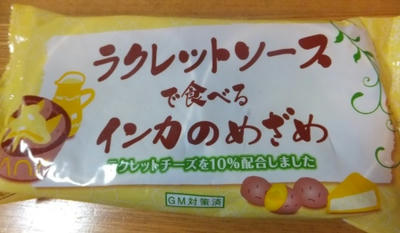 ラクレットソース
で食べる
インカのめざめ
ラクレットチーズを10%配合しました
GM対策済